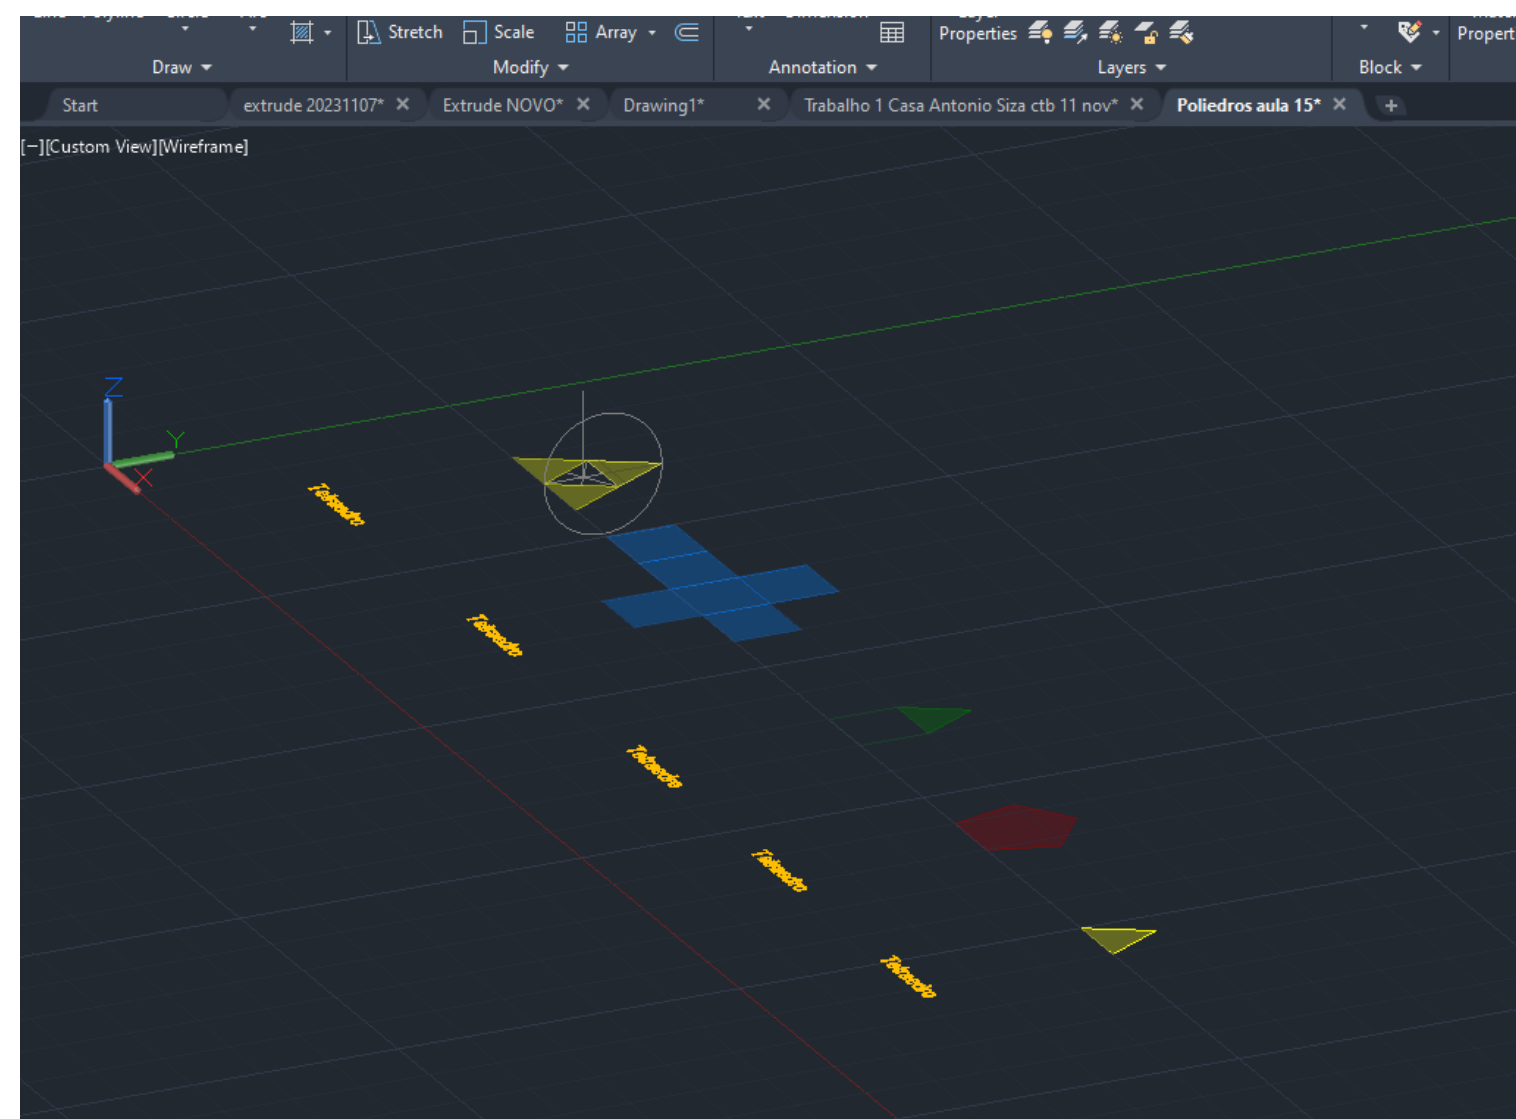 Stretch Scale Array Properties Propert
Draw Modify Annotation Layers Block
Start extrude 20231107* Extrude NOVO* Drawing1* Trabalho 1 Casa Antonio Siza ctb 11 nov* Poliedros aula 15* +
[−][Custom View][Wireframe]
Z
Y
X